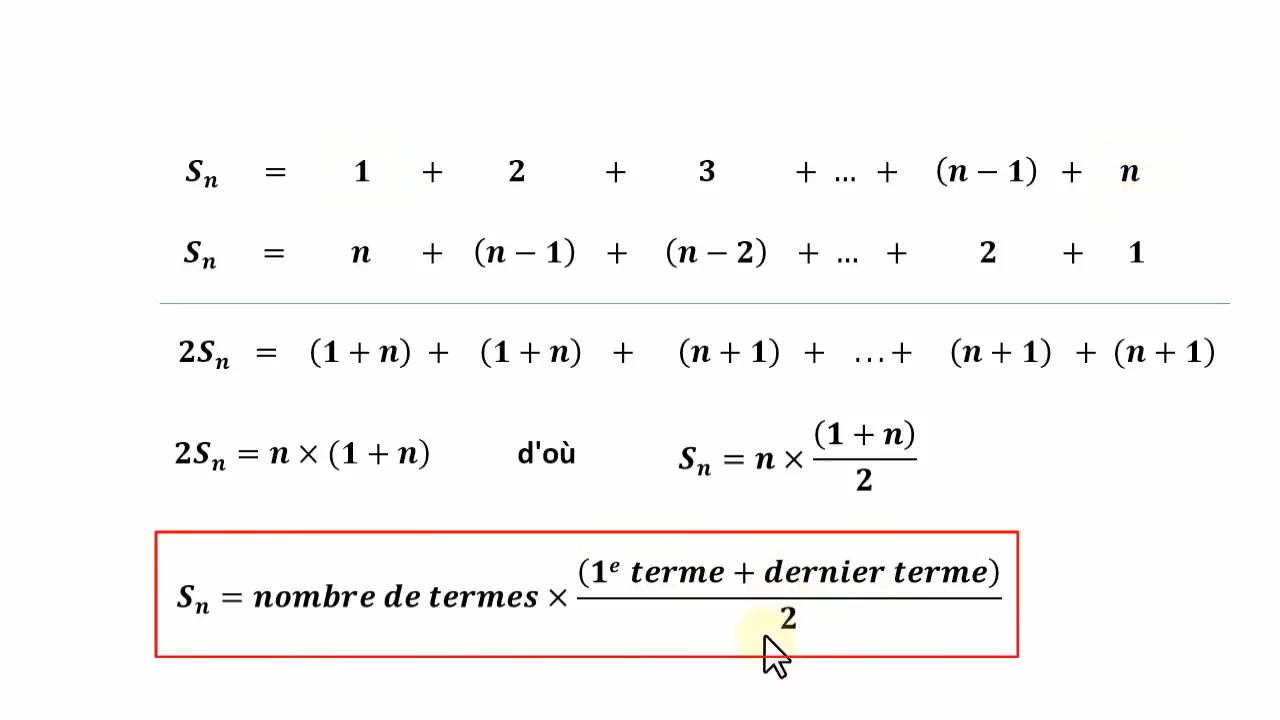 Sₙ = 1 + 2 + 3 + ... + (n − 1) + n
Sₙ = n + (n − 1) + (n − 2) + ... + 2 + 1
2Sₙ = (1 + n) + (1 + n) + (n + 1) + ...+ (n + 1) + (n + 1)
2Sₙ = n × (1 + n) d'où Sₙ = n × (1 + n)/2
Sₙ = nombre de termes × (1ᵉ terme + dernier terme)/2